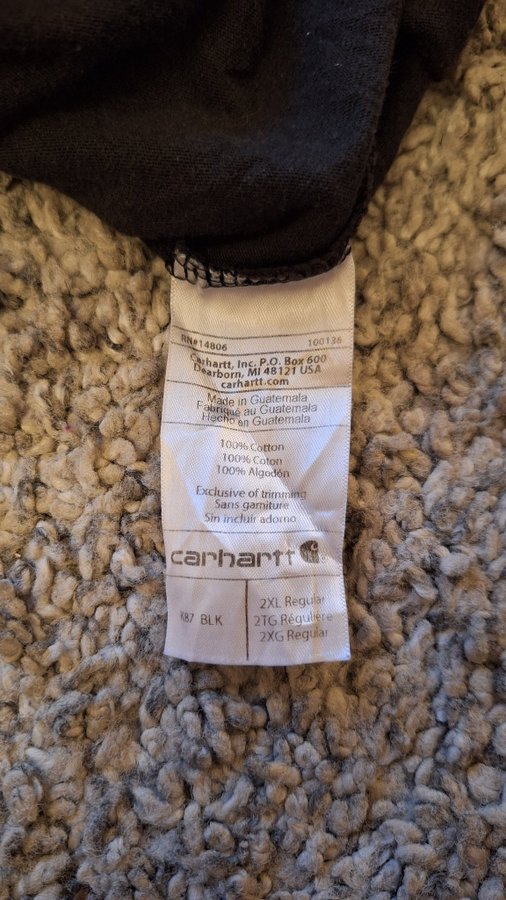 RN#14806 100136
Carhartt, Inc. P.O. Box 600
Dearborn, MI 48121 USA
carhartt.com
Made in Guatemala
Fabriqué au Guatemala
Hecho en Guatemala
100% Cotton
100% Coton
100% Algodón
Exclusive of trimming
Sans garniture
Sin incluir adorno
carhartt
K87 BLK
2XL Regular
2TG Régulière
2XG Regular